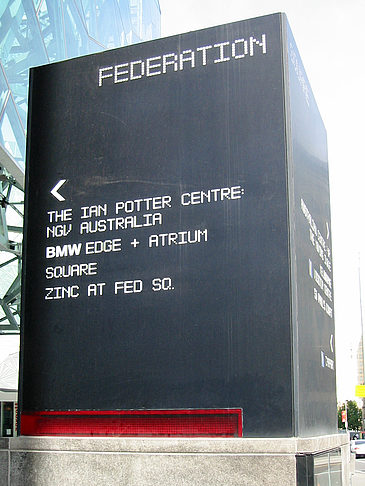 FEDERATION
<
THE IAN POTTER CENTRE:
NGV AUSTRALIA
BMW EDGE + ATRIUM
SQUARE
ZINC AT FED SQ.